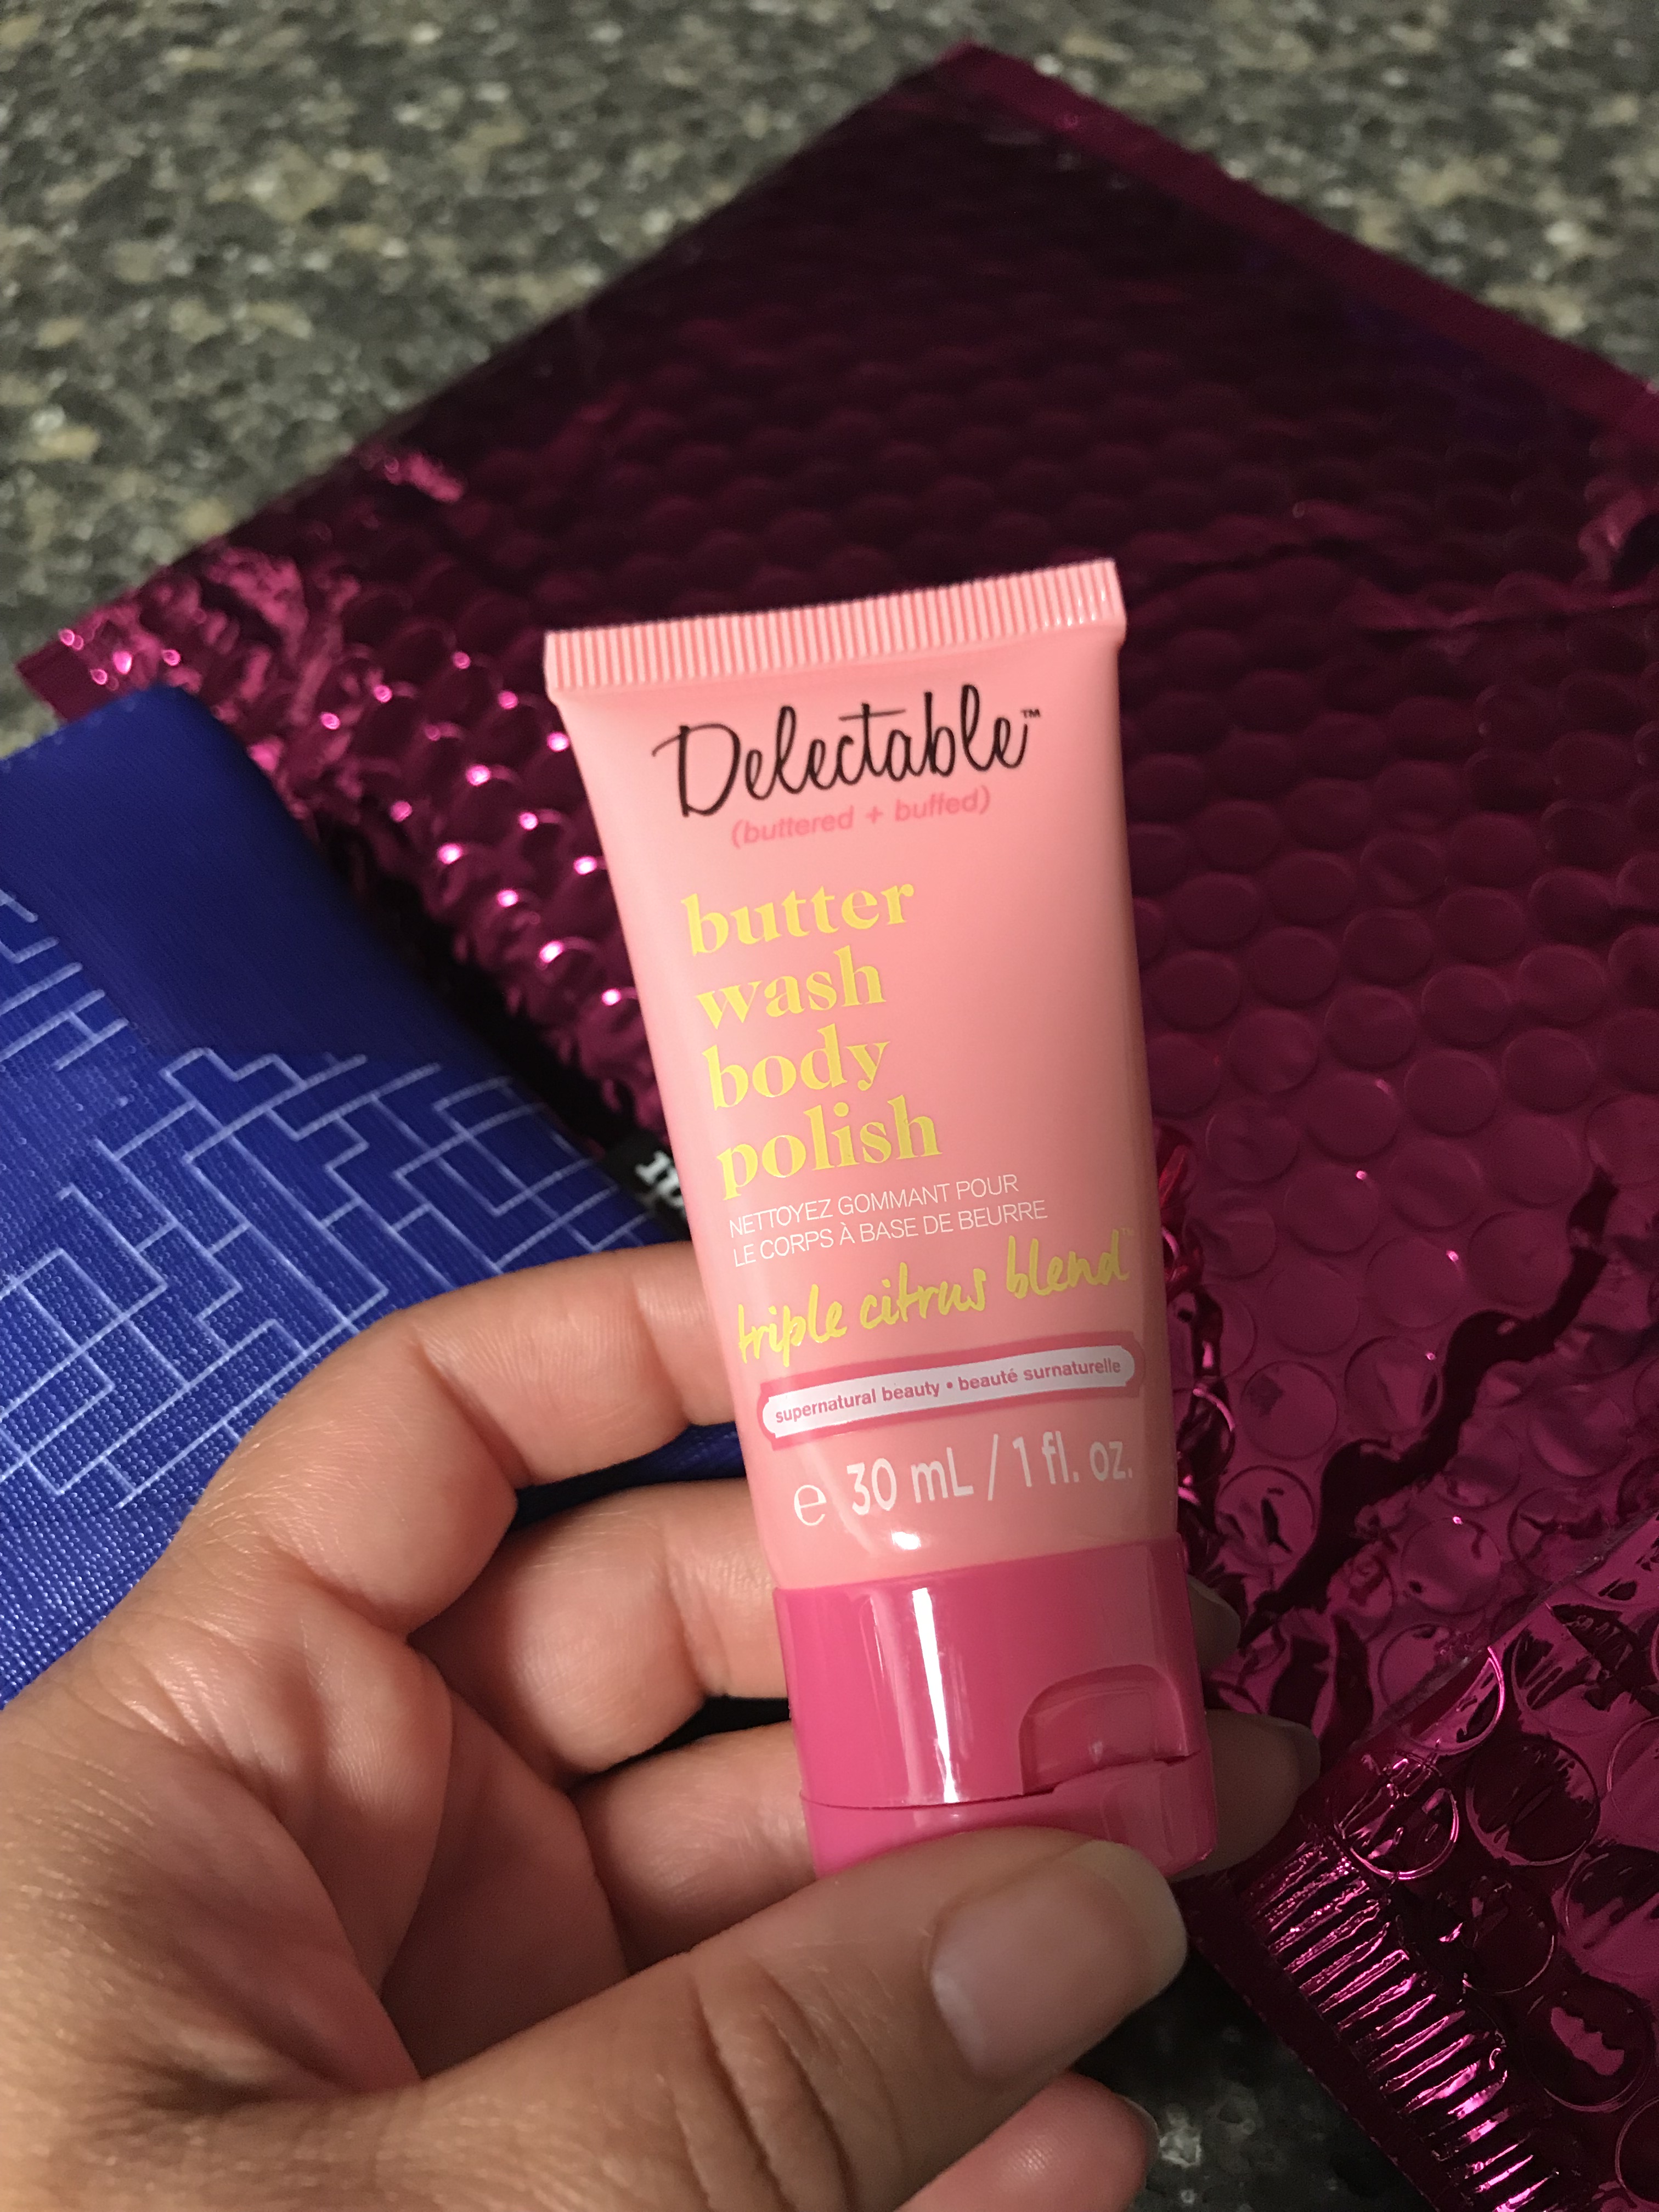 Delectable™
(buttered + buffed)
butter
wash
body
polish
NETTOYEZ GOMMANT POUR
LE CORPS À BASE DE BEURRE
triple citrus blend™
supernatural beauty • beauté surnaturelle
e 30 mL / 1 fl. oz.